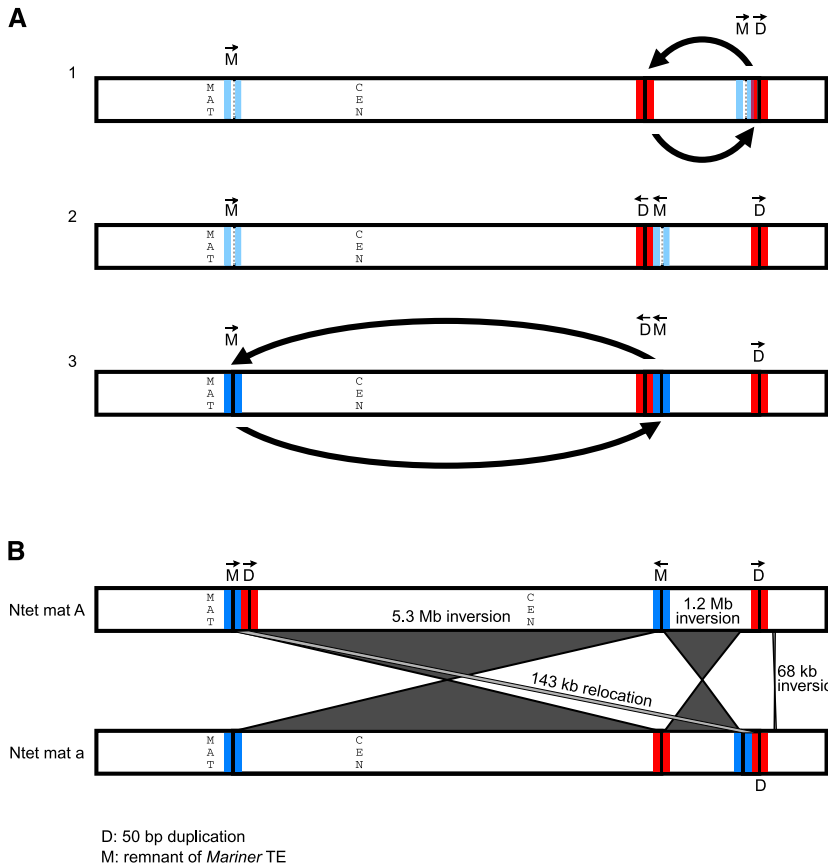 A
M
M D
1
M
A
T
C
E
N
M
D M
D
2
M
A
T
C
E
N
D M
M
D
3
M
A
T
C
E
N
B
M D
M
D
Ntet mat A
M
A
T
5.3 Mb inversion
C
E
N
1.2 Mb
inversion
143 kb relocation
68 kb
inversio
Ntet mat a
M
A
T
C
E
N
D
D: 50 bp duplication
M: remnant of Mariner TE